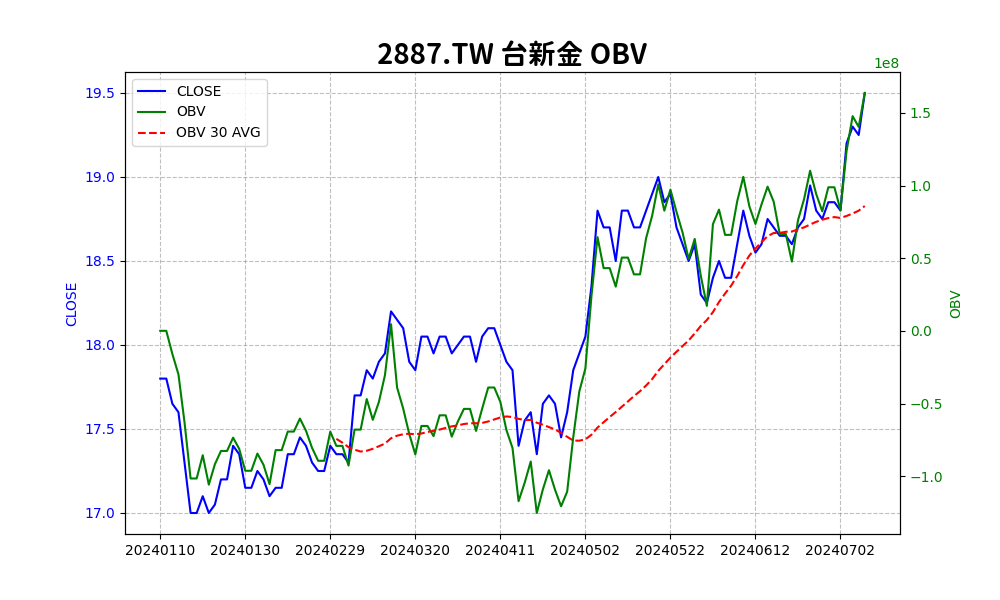 2887.TW 台新金 OBV
1e8
CLOSE
OBV
OBV 30 AVG
19.5
19.0
18.5
18.0
17.5
17.0
CLOSE
1.5
1.0
0.5
0.0
−0.5
−1.0
OBV
20240110 20240130 20240229 20240320 20240411 20240502 20240522 20240612 20240702